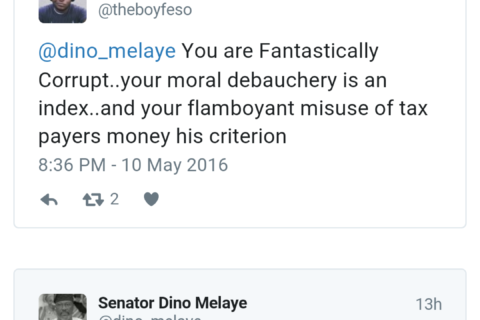 @theboyfeso
@dino_melaye You are Fantastically
Corrupt..your moral debauchery is an
index..and your flamboyant misuse of tax
payers money his criterion
8:36 PM - 10 May 2016
2
Senator Dino Melaye 13h
@dino_melaye